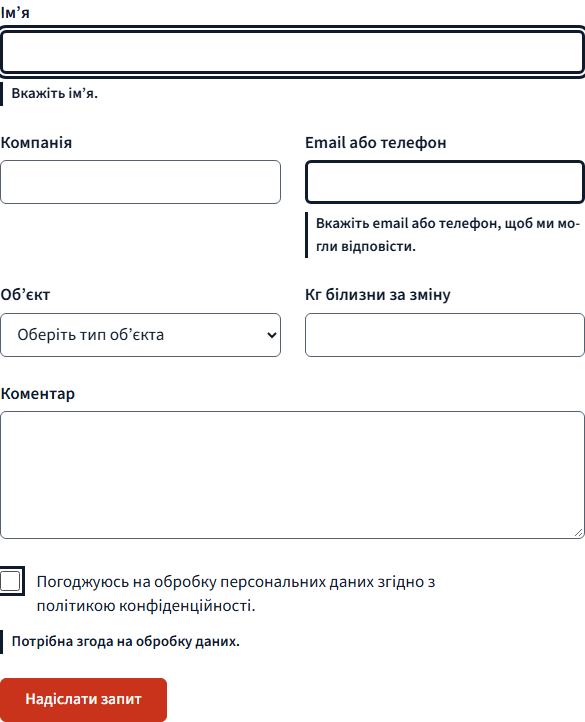 Ім’я
Вкажіть ім’я.
Компанія
Email або телефон
Вкажіть email або телефон, щоб ми мо-
гли відповісти.
Об’єкт
Кг білизни за зміну
Оберіть тип об’єкта
Коментар
Погоджуюсь на обробку персональних даних згідно з
політикою конфіденційності.
Потрібна згода на обробку даних.
Надіслати запит